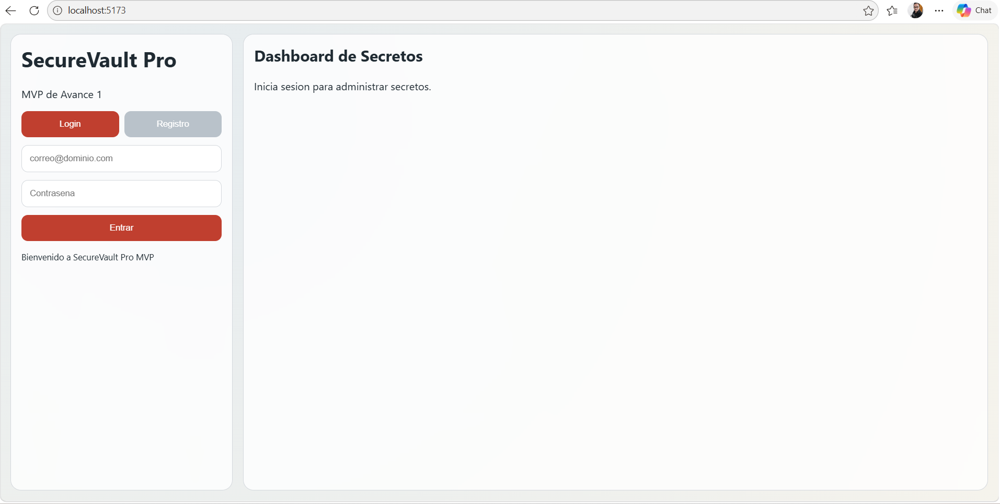 localhost:5173
Chat
SecureVault Pro
MVP de Avance 1
Login
Registro
correo@dominio.com
Contrasena
Entrar
Bienvenido a SecureVault Pro MVP
Dashboard de Secretos
Inicia sesion para administrar secretos.